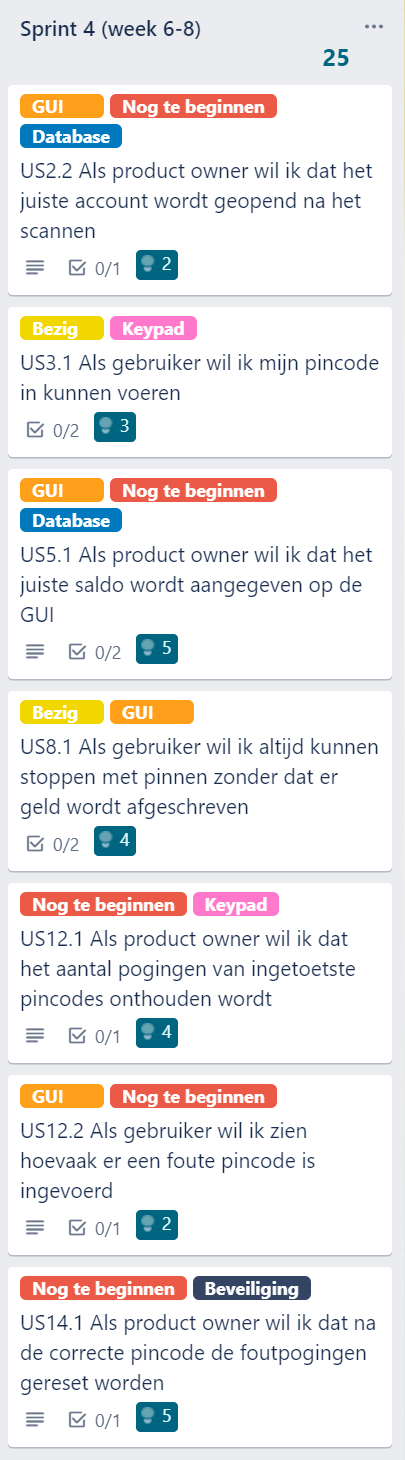 Sprint 4 (week 6-8)
25
GUI Nog te beginnen
Database
US2.2 Als product owner wil ik dat het
juiste account wordt geopend na het
scannen
0/1 2
Bezig Keypad
US3.1 Als gebruiker wil ik mijn pincode
in kunnen voeren
0/2 3
GUI Nog te beginnen
Database
US5.1 Als product owner wil ik dat het
juiste saldo wordt aangegeven op de
GUI
0/2 5
Bezig GUI
US8.1 Als gebruiker wil ik altijd kunnen
stoppen met pinnen zonder dat er
geld wordt afgeschreven
0/2 4
Nog te beginnen Keypad
US12.1 Als product owner wil ik dat
het aantal pogingen van ingetoetste
pincodes onthouden wordt
0/1 4
GUI Nog te beginnen
US12.2 Als gebruiker wil ik zien
hoevaak er een foute pincode is
ingevoerd
0/1 2
Nog te beginnen Beveiliging
US14.1 Als product owner wil ik dat na
de correcte pincode de foutpogingen
gereset worden
0/1 5